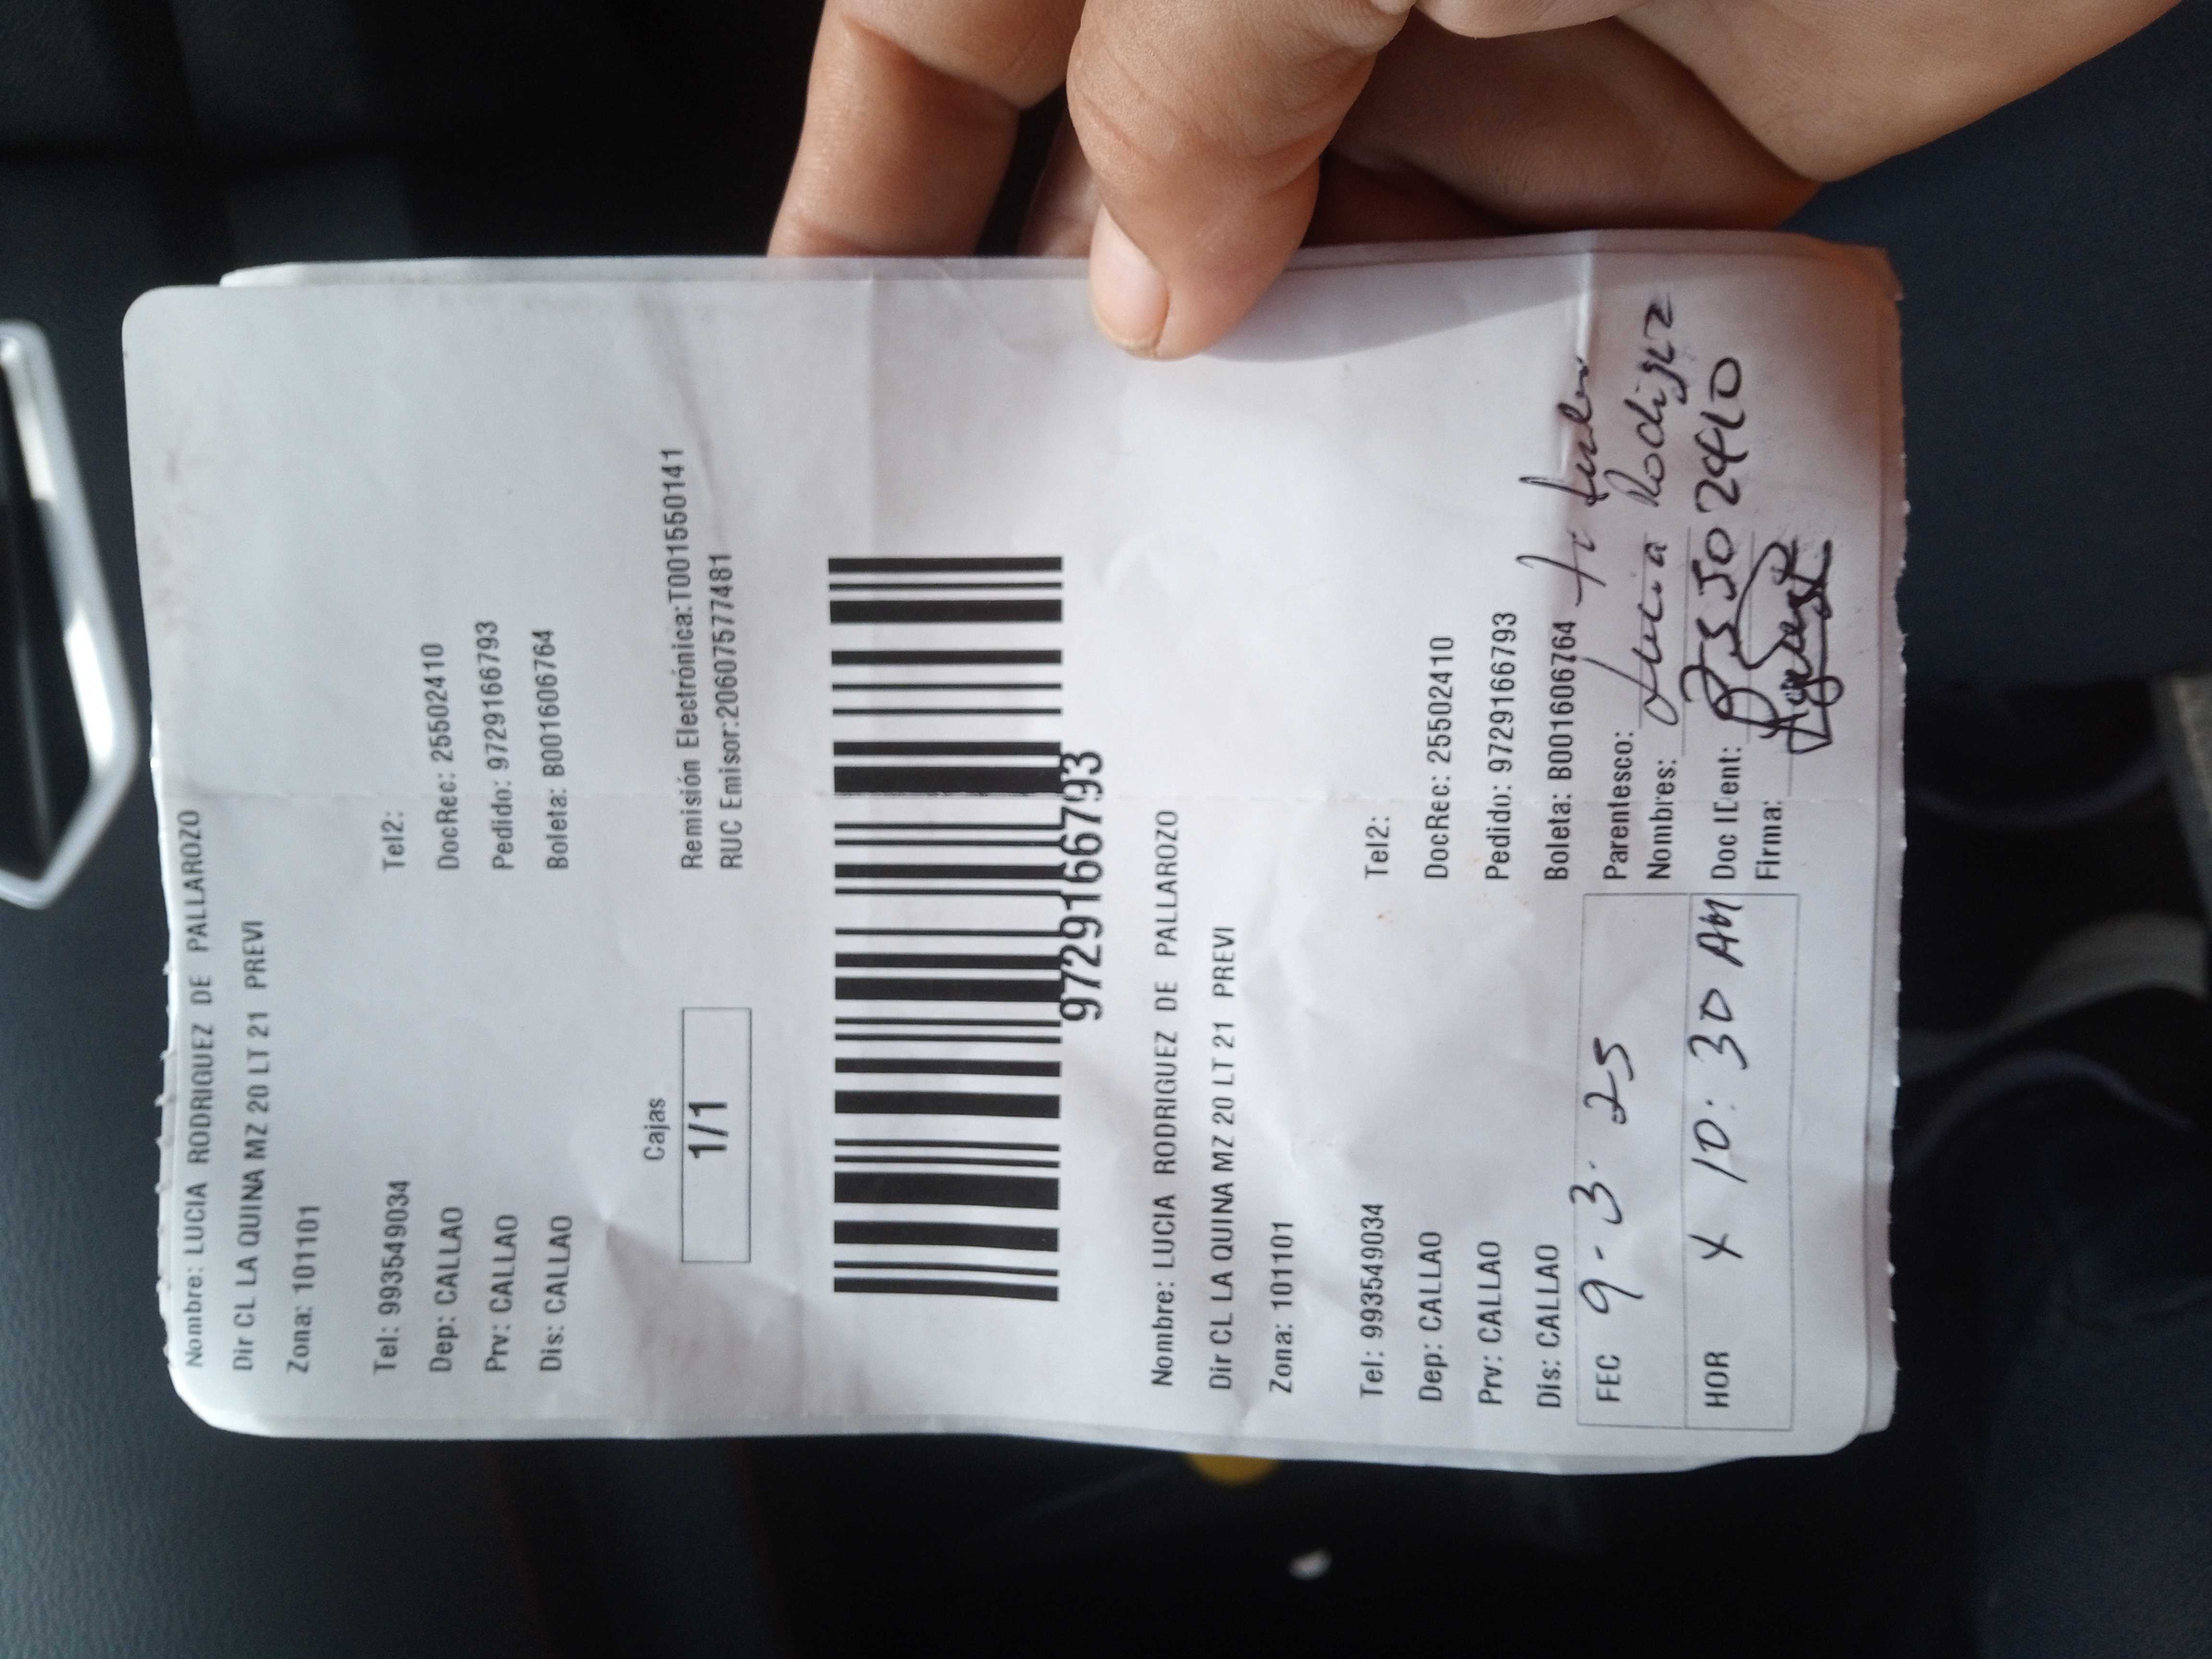 Nombre: LUCIA RODRIGUEZ DE PALLAROZO
Dir CL LA QUINA MZ 20 LT 21 PREVI
Zona: 101101
Tel: 993549034 Tel2:
Dep: CALLAO DocRec: 25502410
Prv: CALLAO Pedido: 9729166793
Dis: CALLAO Boleta: B001606764
Cajas
1/1
Remisión Electrónica:T001550141
RUC Emisor:20607577481
9729166793
Nombre: LUCIA RODRIGUEZ DE PALLAROZO
Dir CL LA QUINA MZ 20 LT 21 PREVI
Zona: 101101
Tel: 993549034 Tel2:
Dep: CALLAO DocRec: 25502410
Prv: CALLAO Pedido: 9729166793
Dis: CALLAO Boleta: B001606764
FEC 9-3.25
Parentesco:
Nombres: Lucia
HOR 10:30 AM
Doc IDent: 25502410
Firma: